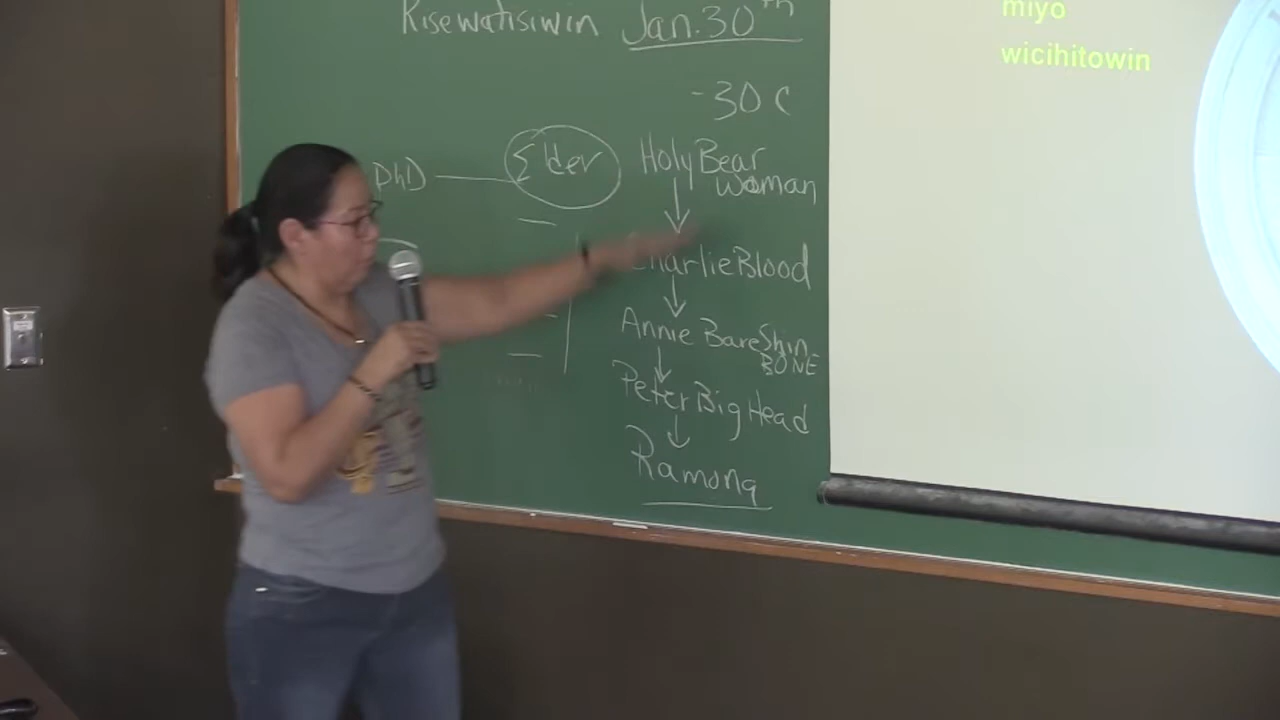 Kisewatisiwin Jan. 30th
-30 C
PhD Elder
Holy Bear
Woman
Charlie Blood
Annie Bare Shin
BONE
Peter Big Head
Ramona
miyo
wicihitowin